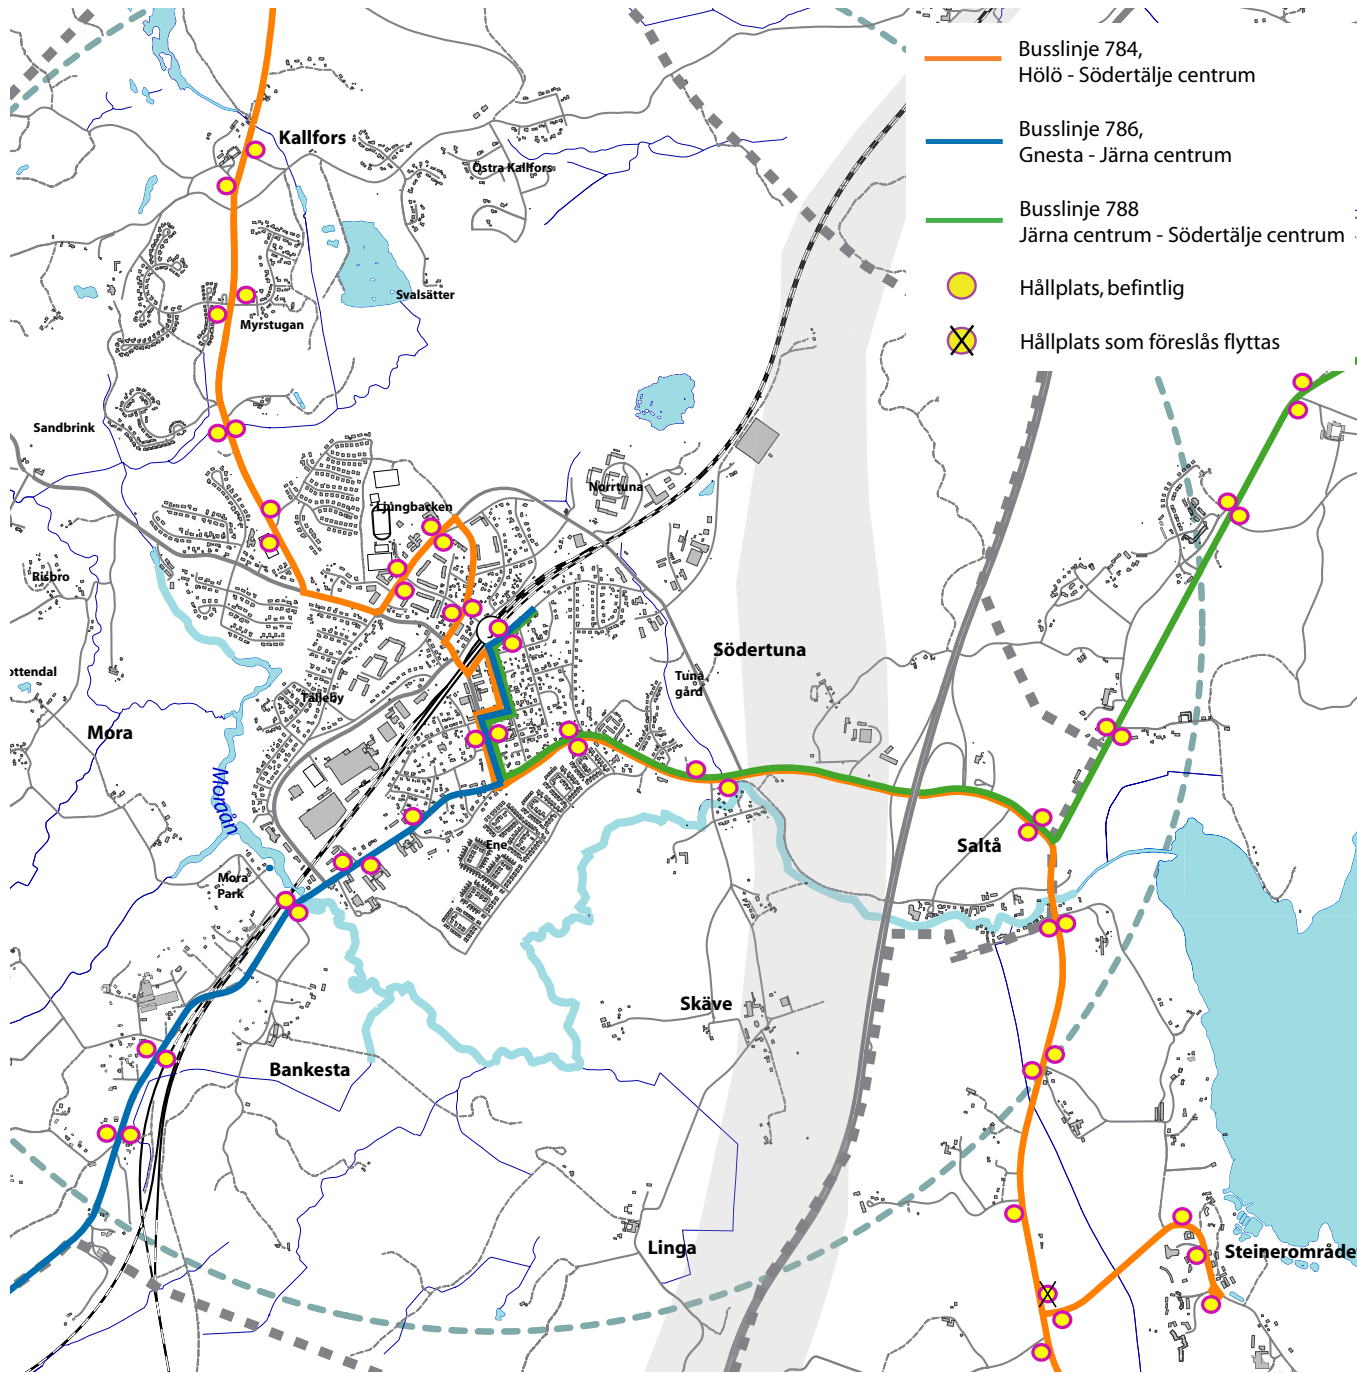 Busslinje 784,
Hölö - Södertälje centrum
Busslinje 786,
Gnesta - Järna centrum
Busslinje 788
Järna centrum - Södertälje centrum
Hållplats, befintlig
Hållplats som föreslås flyttas
Kallfors
Östra Kallfors
Svalsätter
Myrstugan
Sandbrink
Ljungbacken
Norrtuna
Risbro
Södertuna
Tuna
gård
ottendal
Tälleby
Mora
Moraån
Ene
Saltå
Mora
Park
Skäve
Bankesta
Linga
Steinerområde